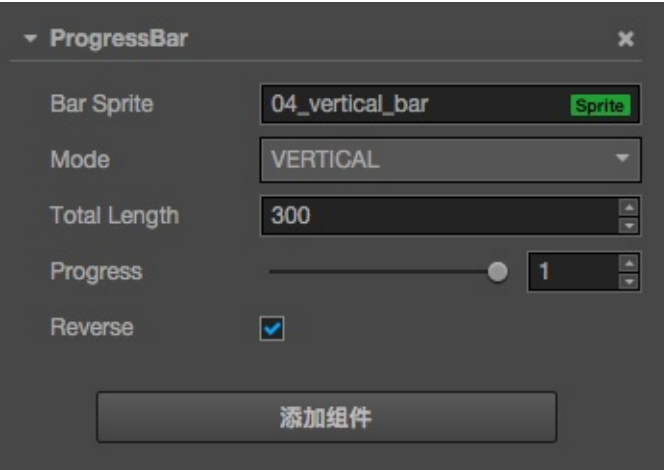 ProgressBar
Bar Sprite 04_vertical_bar Sprite
Mode VERTICAL
Total Length 300
Progress 1
Reverse
添加组件